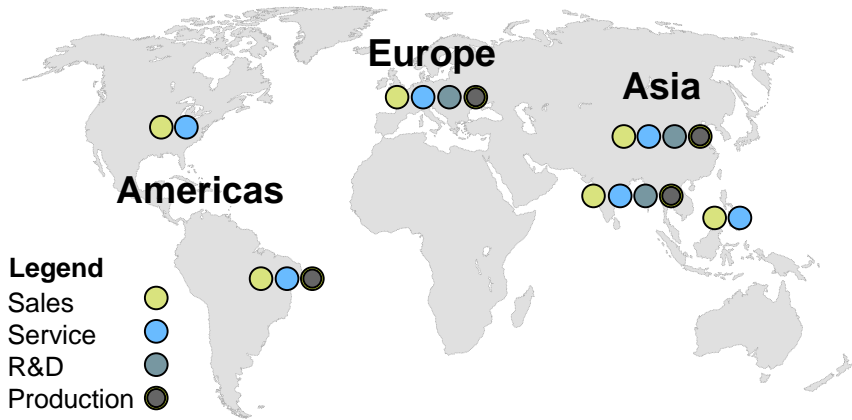 Europe
Asia
Americas
Legend
Sales
Service
R&D
Production